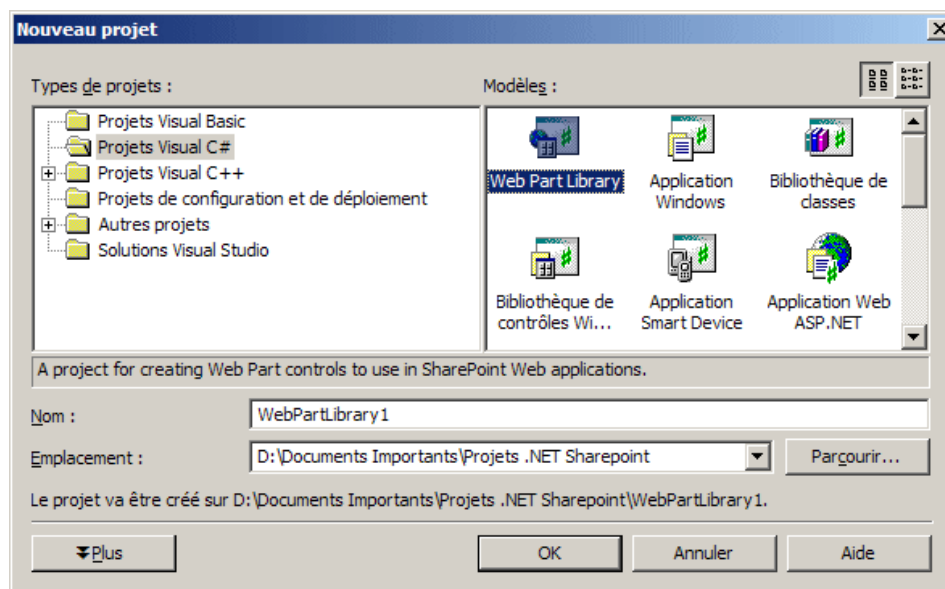 Nouveau projet
Types de projets :
Modèles :
Projets Visual Basic
Projets Visual C#
Projets Visual C++
Projets de configuration et de déploiement
Autres projets
Solutions Visual Studio
Web Part Library
Application
Windows
Bibliothèque de
classes
Bibliothèque de
contrôles Wi...
Application
Smart Device
Application Web
ASP.NET
A project for creating Web Part controls to use in SharePoint Web applications.
Nom :
WebPartLibrary1
Emplacement :
D:\Documents Importants\Projets .NET Sharepoint
Parcourir...
Le projet va être créé sur D:\Documents Importants\Projets .NET Sharepoint\WebPartLibrary1.
Plus
OK
Annuler
Aide